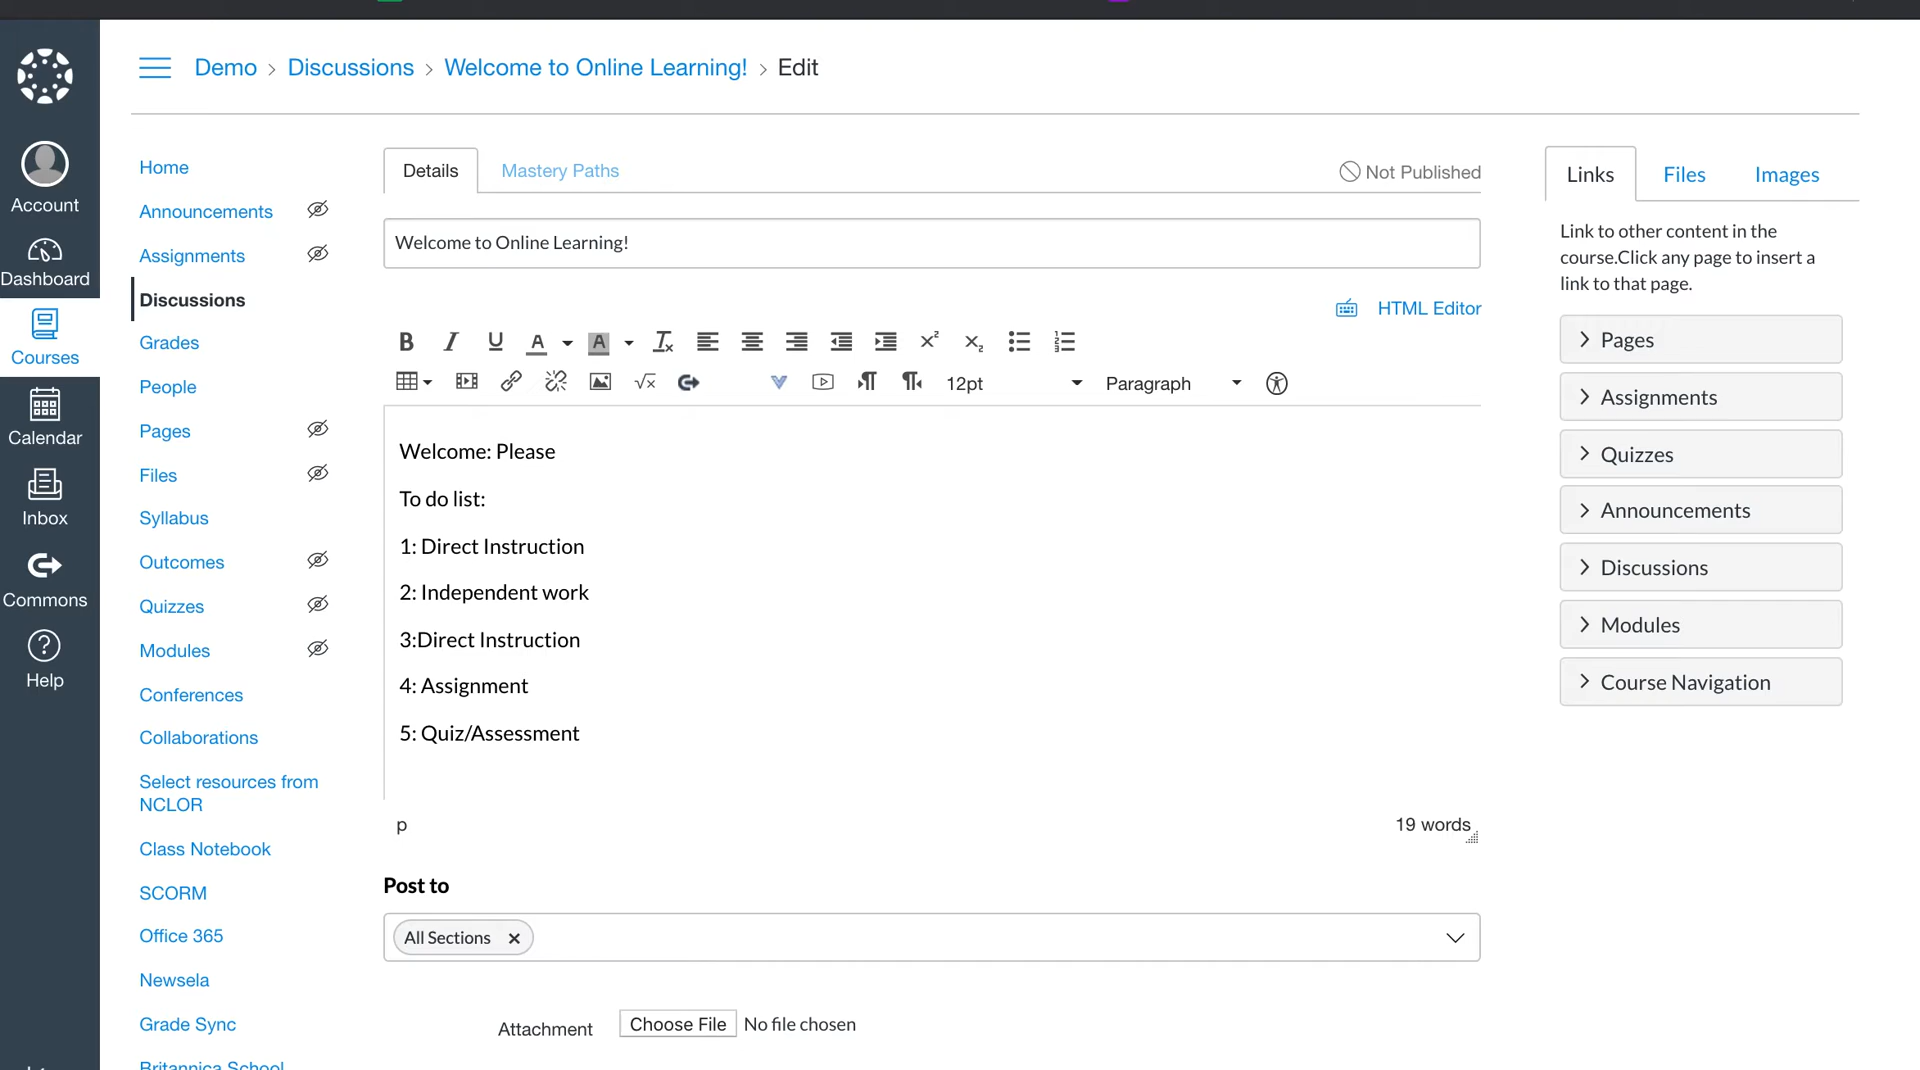 Demo › Discussions › Welcome to Online Learning! › Edit
Account
Dashboard
Courses
Calendar
Inbox
Commons
Help
Home
Announcements
Assignments
Discussions
Grades
People
Pages
Files
Syllabus
Outcomes
Quizzes
Modules
Conferences
Collaborations
Select resources from
NCLOR
Class Notebook
SCORM
Office 365
Newsela
Grade Sync
Britannica School
Details
Mastery Paths
Not Published
Welcome to Online Learning!
HTML Editor
12pt
Paragraph
Welcome: Please
To do list:
1: Direct Instruction
2: Independent work
3:Direct Instruction
4: Assignment
5: Quiz/Assessment
p
19 words
Post to
All Sections
Attachment
Choose File No file chosen
Links
Files
Images
Link to other content in the
course.Click any page to insert a
link to that page.
Pages
Assignments
Quizzes
Announcements
Discussions
Modules
Course Navigation